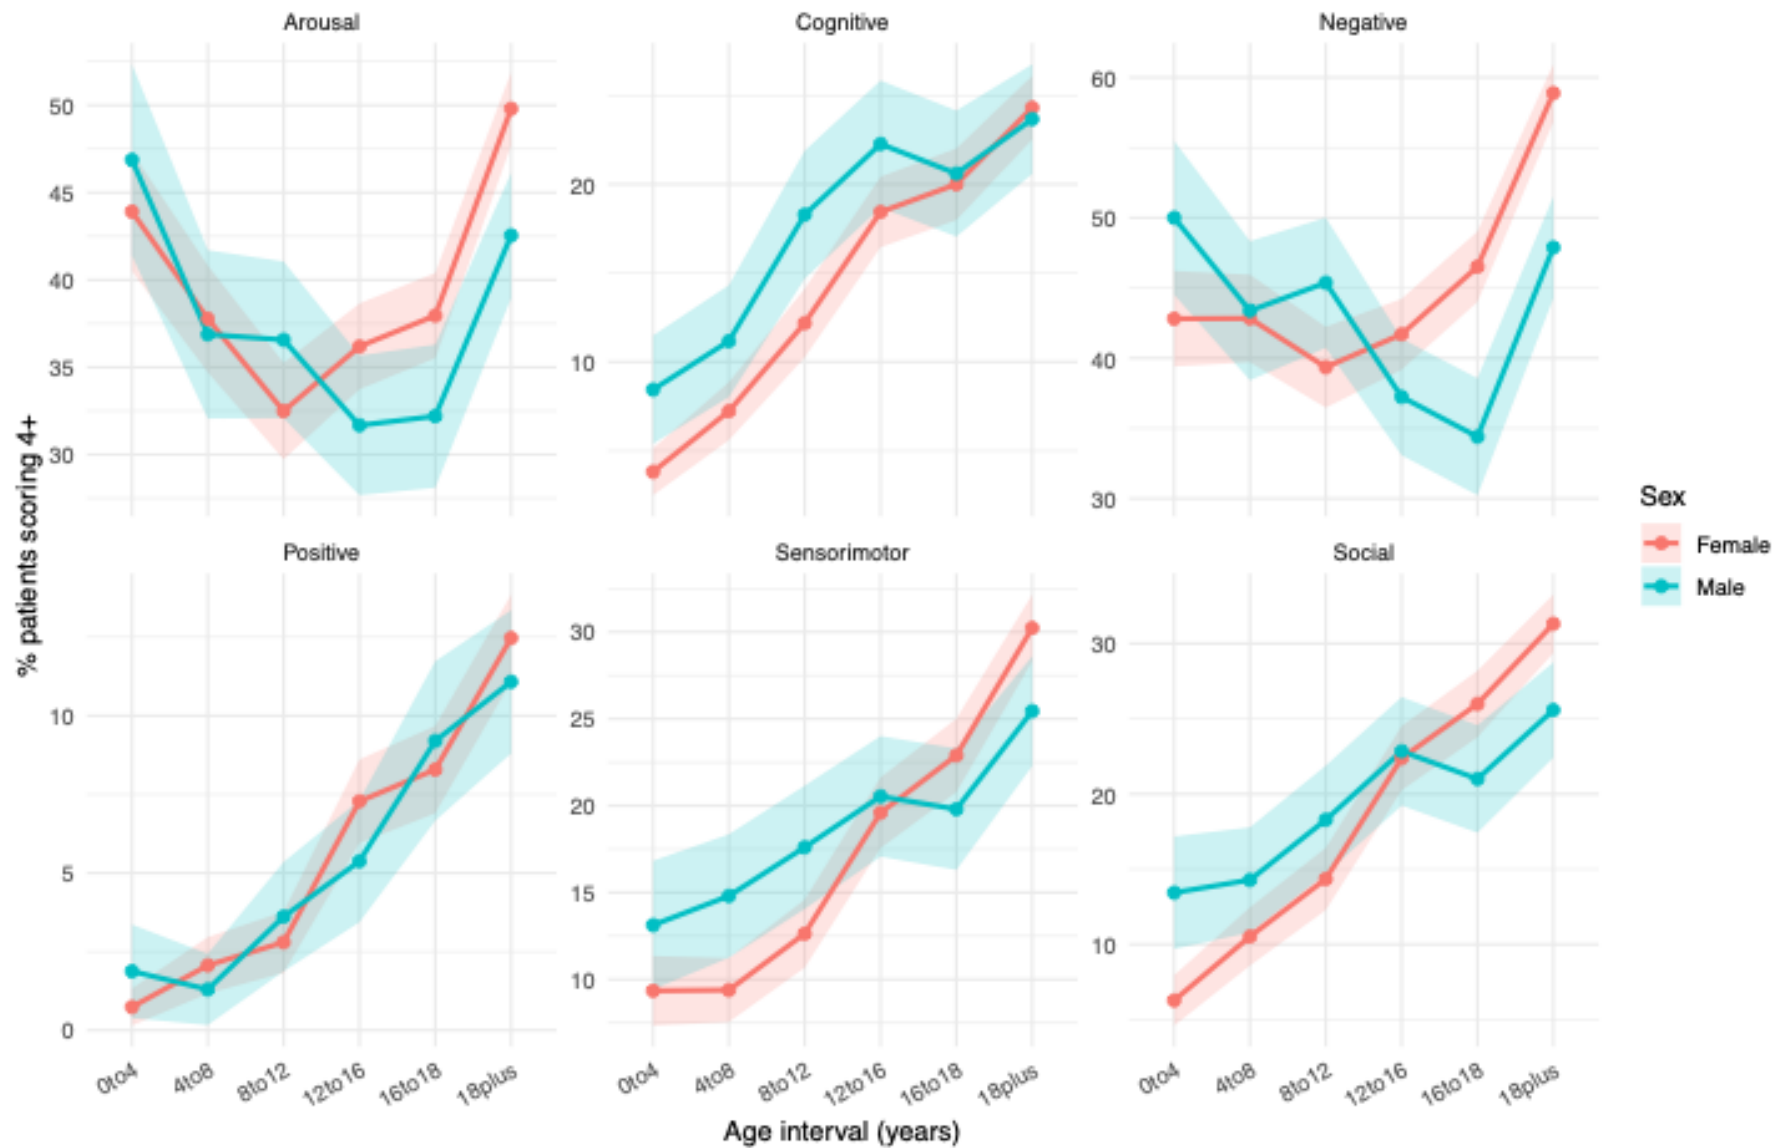 Arousal
Cognitive
Negative
50
45
40
35
30
20
10
60
50
40
30
% patients scoring 4+
Positive
Sensorimotor
Social
10
5
0
30
25
20
15
10
30
20
10
0to4 4to8 8to12 12to16 16to18 18plus
0to4 4to8 8to12 12to16 16to18 18plus
0to4 4to8 8to12 12to16 16to18 18plus
Age interval (years)
Sex
Female
Male